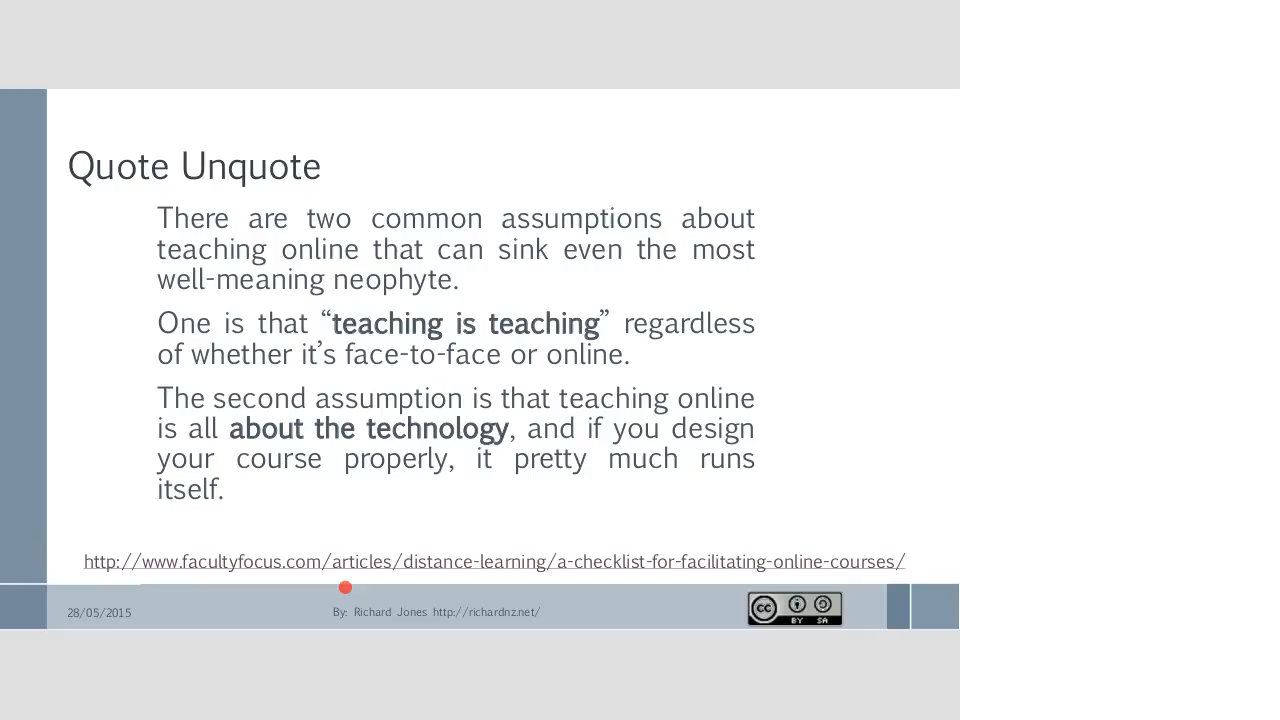 Quote Unquote
There are two common assumptions about
teaching online that can sink even the most
well-meaning neophyte.
One is that “teaching is teaching” regardless
of whether it’s face-to-face or online.
The second assumption is that teaching online
is all about the technology, and if you design
your course properly, it pretty much runs
itself.
http://www.facultyfocus.com/articles/distance-learning/a-checklist-for-facilitating-online-courses/
28/05/2015
By: Richard Jones http://richardnz.net/
cc
BY SA